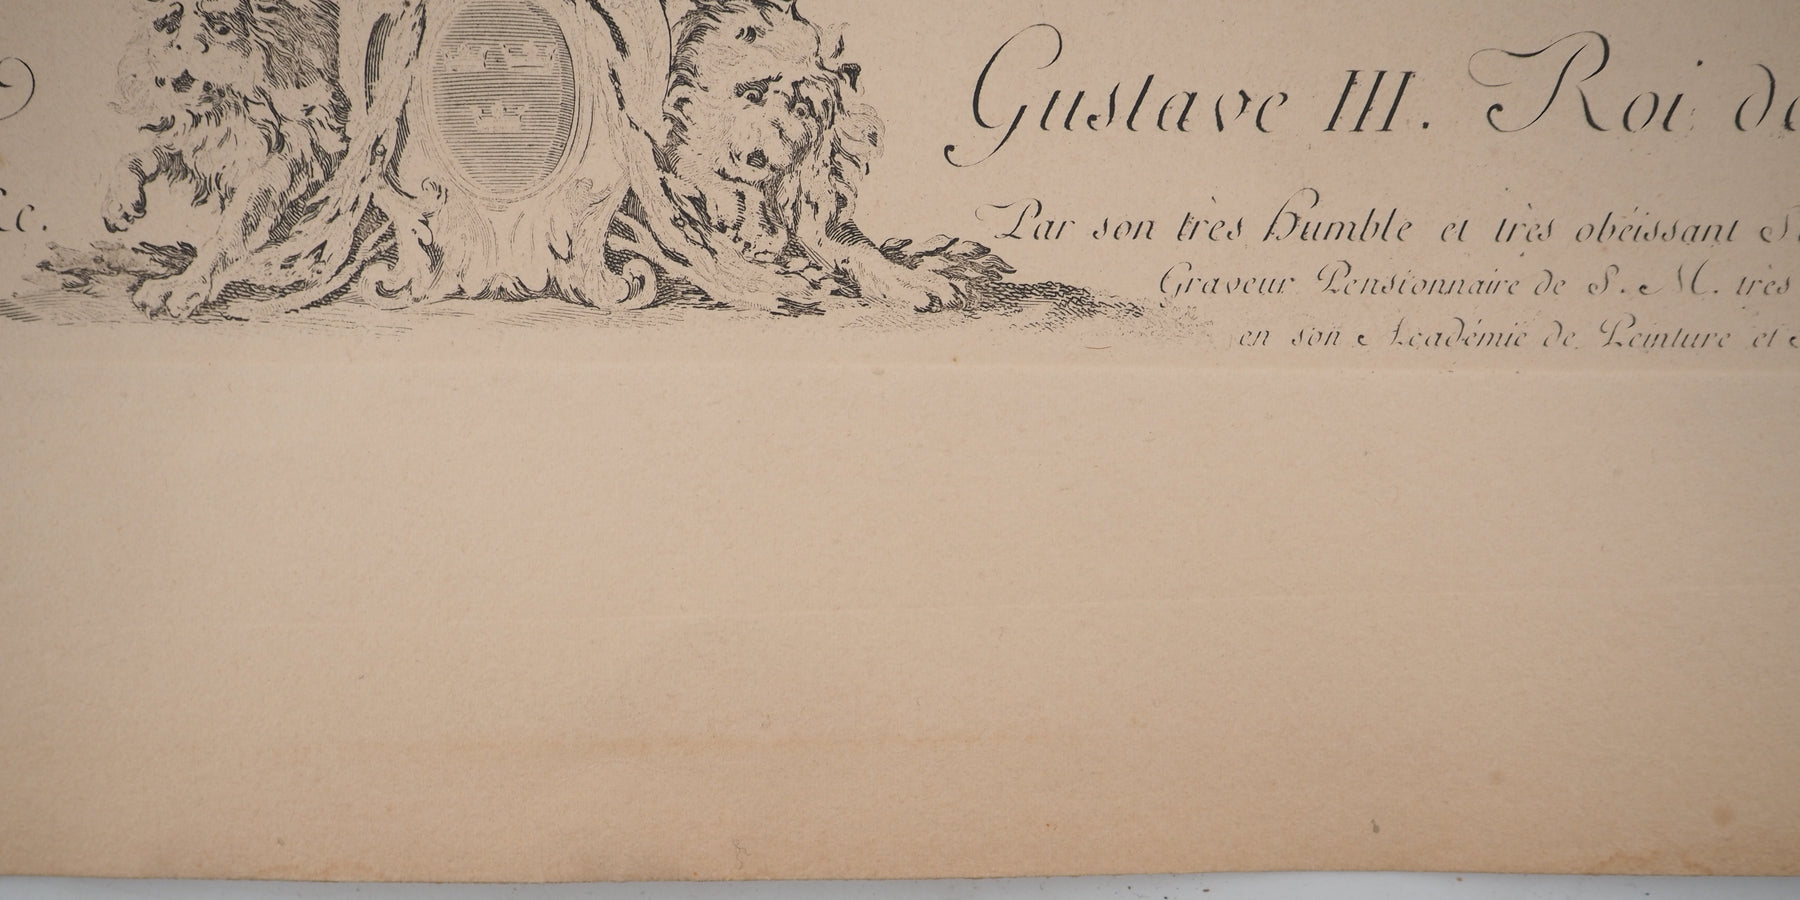 Gustave III. Roi de
&c.
Par son très Humble et très obéissant
Graveur Pensionnaire de S. M. très
en son Académie de Peinture et